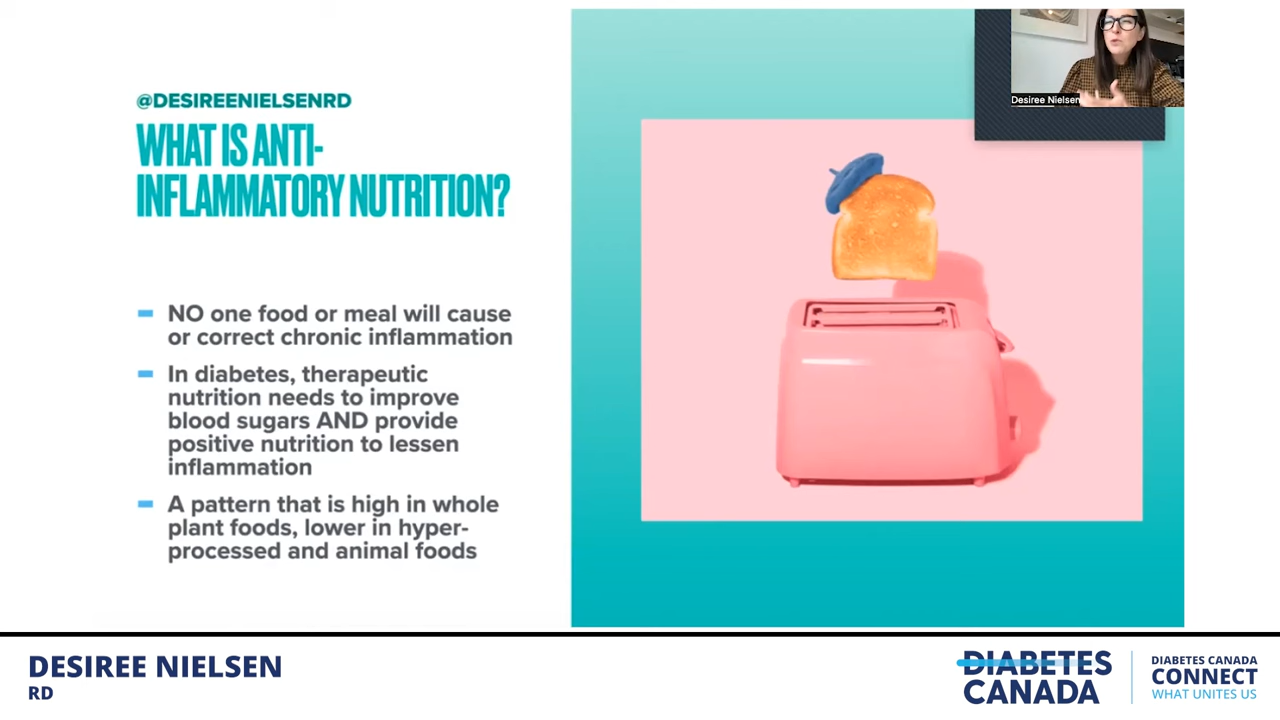 @DESIREENIELSENRD
WHAT IS ANTI-
INFLAMMATORY NUTRITION?
NO one food or meal will cause
or correct chronic inflammation
In diabetes, therapeutic
nutrition needs to improve
blood sugars AND provide
positive nutrition to lessen
inflammation
A pattern that is high in whole
plant foods, lower in hyper-
processed and animal foods
Desiree Nielsen
DESIREE NIELSEN
RD
DIABETES
CANADA
DIABETES CANADA
CONNECT
WHAT UNITES US